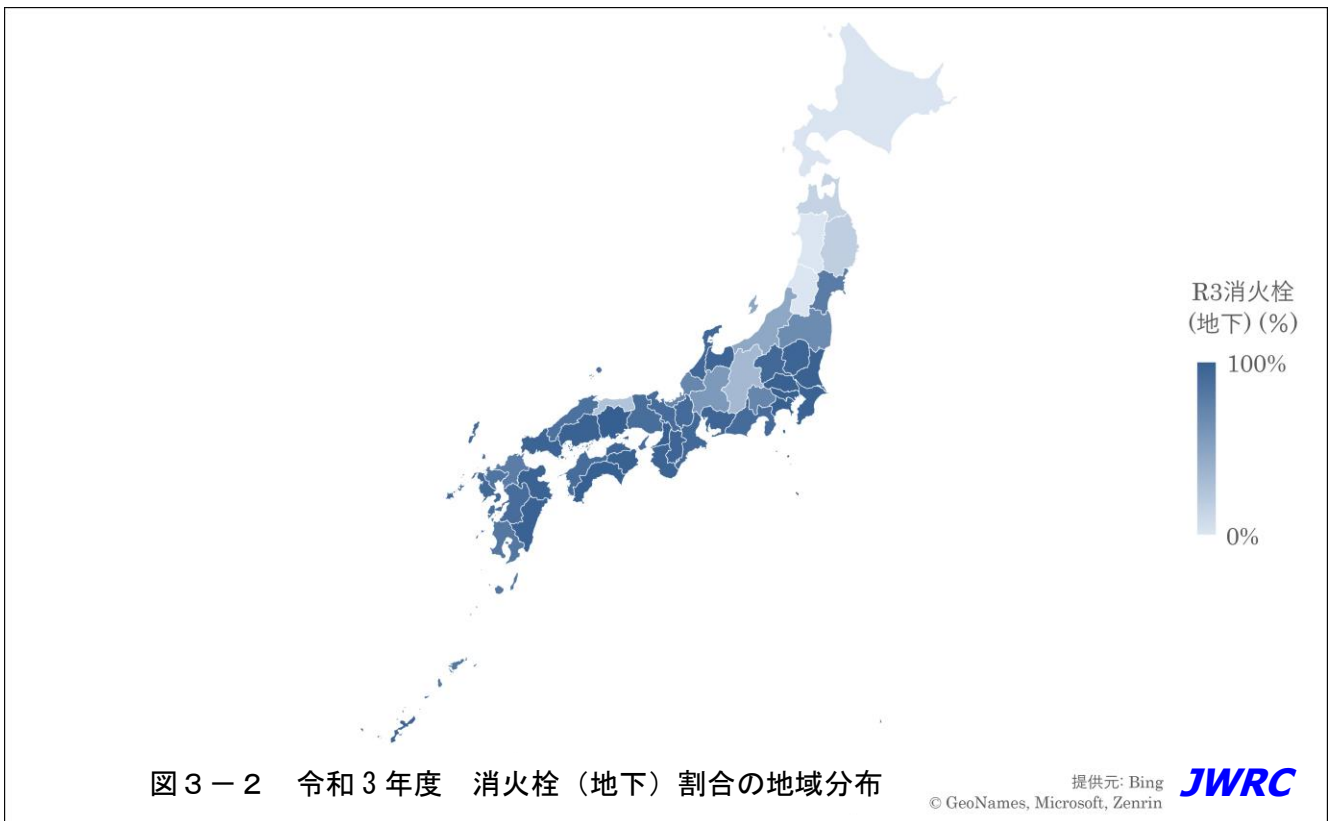 R3消火栓
(地下) (%)
100%
0%
図３－２　令和３年度　消火栓（地下）割合の地域分布
提供元: Bing
© GeoNames, Microsoft, Zenrin
JWRC